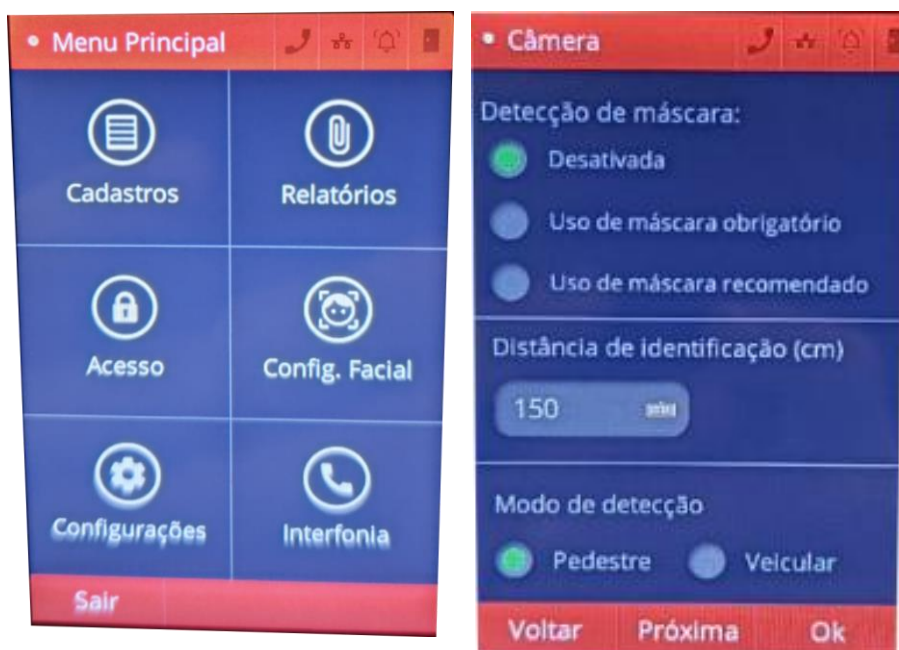 Menu Principal
Cadastros
Relatórios
Acesso
Config. Facial
Configurações
Interfonia
Sair
Câmera
Detecção de máscara:
Desativada
Uso de máscara obrigatório
Uso de máscara recomendado
Distância de identificação (cm)
150
Modo de detecção
Pedestre
Veicular
Voltar
Próxima
Ok